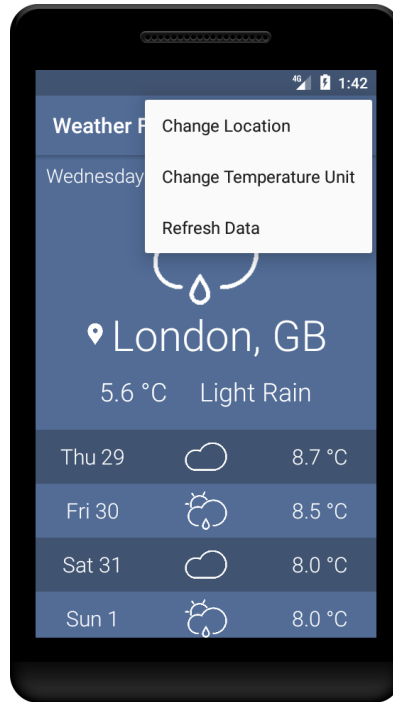 4G 1:42
Weather F
Change Location
Wednesday
Change Temperature Unit
Refresh Data
London, GB
5.6 °C Light Rain
Thu 29 8.7 °C
Fri 30 8.5 °C
Sat 31 8.0 °C
Sun 1 8.0 °C